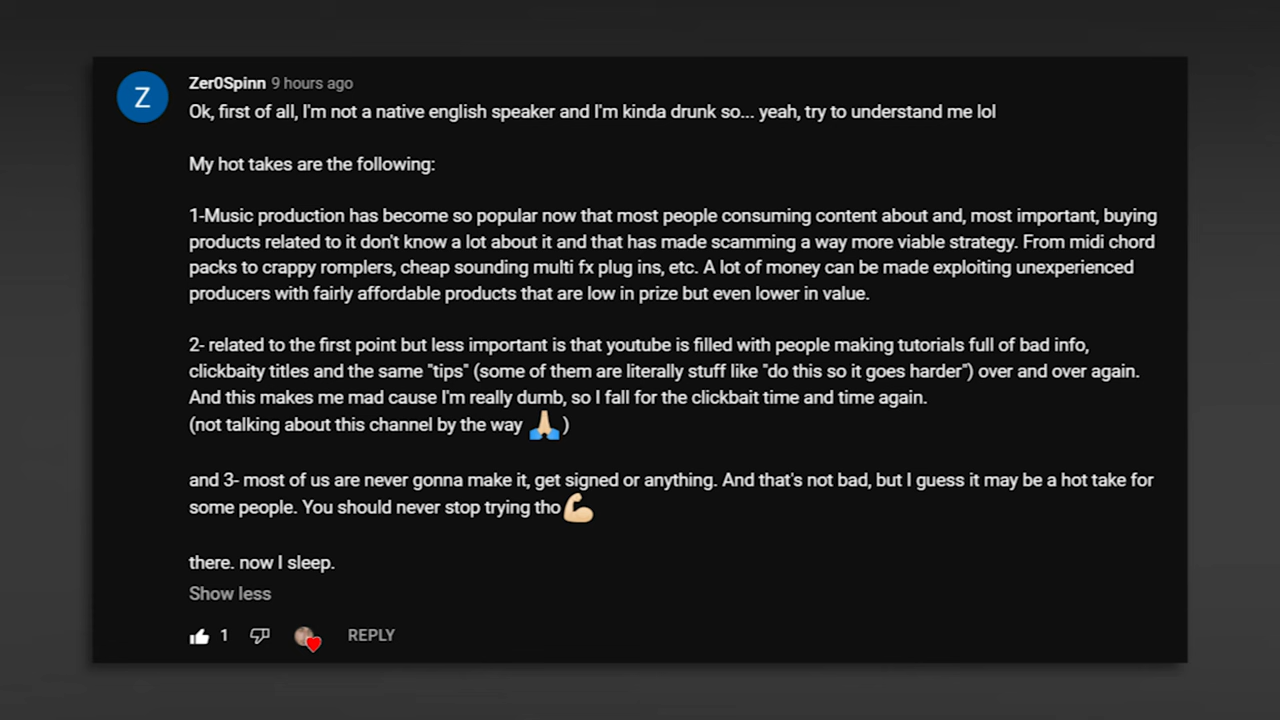 Z
Zer0Spinn 9 hours ago
Ok, first of all, I'm not a native english speaker and I'm kinda drunk so... yeah, try to understand me lol
My hot takes are the following:
1-Music production has become so popular now that most people consuming content about and, most important, buying
products related to it don't know a lot about it and that has made scamming a way more viable strategy. From midi chord
packs to crappy romplers, cheap sounding multi fx plug ins, etc. A lot of money can be made exploiting unexperienced
producers with fairly affordable products that are low in prize but even lower in value.
2- related to the first point but less important is that youtube is filled with people making tutorials full of bad info,
clickbaity titles and the same "tips" (some of them are literally stuff like "do this so it goes harder") over and over again.
And this makes me mad cause I'm really dumb, so I fall for the clickbait time and time again.
(not talking about this channel by the way 🙏)
and 3- most of us are never gonna make it, get signed or anything. And that's not bad, but I guess it may be a hot take for
some people. You should never stop trying tho💪
there. now I sleep.
Show less
1 REPLY